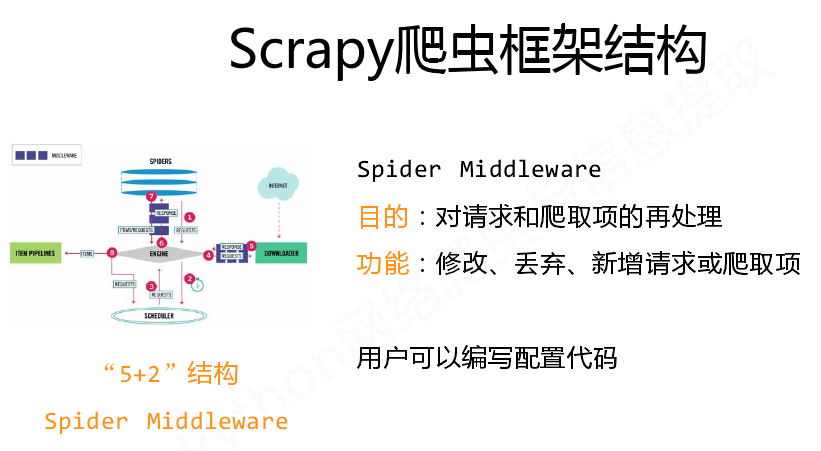 Scrapy爬虫框架结构
MIDDLEWARE
SPIDERS
INTERNET
7
RESPONSE
1
ITEMS/REQUESTS
REQUESTS
6
ITEM PIPELINES
ITEMS
8
ENGINE
4
RESPONSE
5
REQUESTS
DOWNLOADER
2
3
REQUESTS
REQUESTS
SCHEDULER
“5+2”结构
Spider Middleware
Spider Middleware
目的：对请求和爬取项的再处理
功能：修改、丢弃、新增请求或爬取项
用户可以编写配置代码